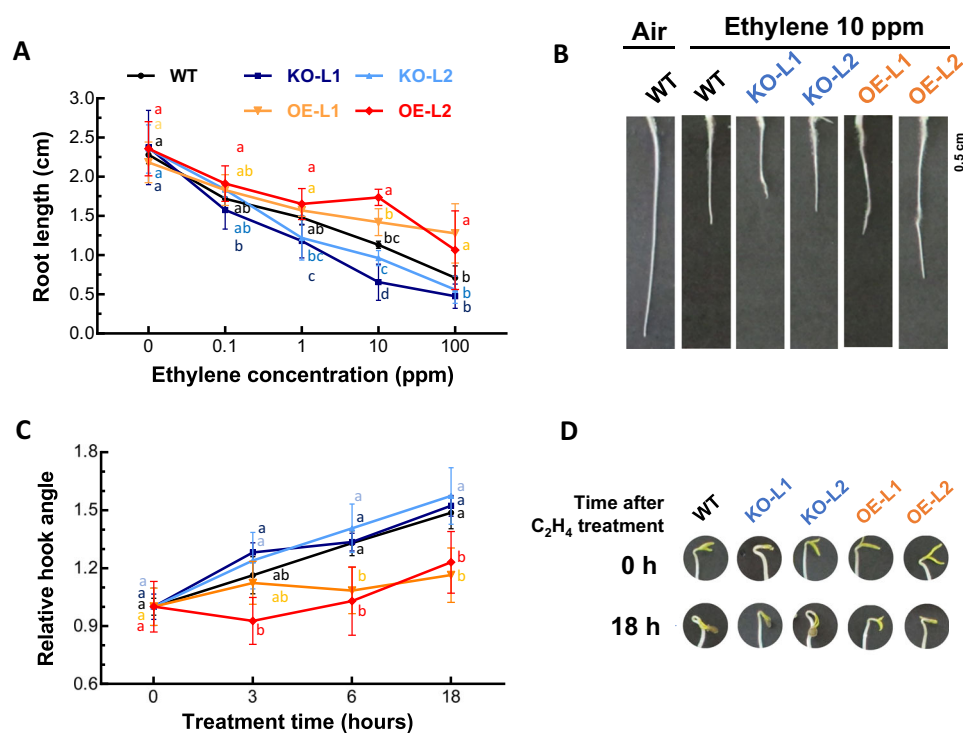 A
WT
KO-L1
KO-L2
OE-L1
OE-L2
Root length (cm)
3.0
2.5
2.0
1.5
1.0
0.5
0.0
a
a
a
a
a
a
ab
ab
ab
b
a
a
ab
bc
c
a
b
bc
c
d
a
a
b
b
b
0
0.1
1
10
100
Ethylene concentration (ppm)
B
Air
Ethylene 10 ppm
WT
WT
KO-L1
KO-L2
OE-L1
OE-L2
0.5 cm
C
Relative hook angle
1.8
1.5
1.2
0.9
0.6
a
a
a
a
a
a
a
ab
ab
b
a
a
a
b
b
a
a
a
b
b
0
3
6
18
Treatment time (hours)
D
Time after
C₂H₄ treatment
WT
KO-L1
KO-L2
OE-L1
OE-L2
0 h
18 h